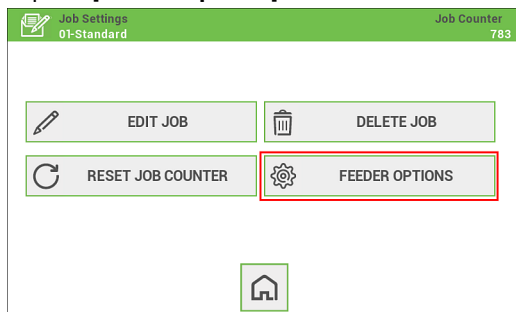 Job Settings
01-Standard
Job Counter
783
EDIT JOB
DELETE JOB
RESET JOB COUNTER
FEEDER OPTIONS